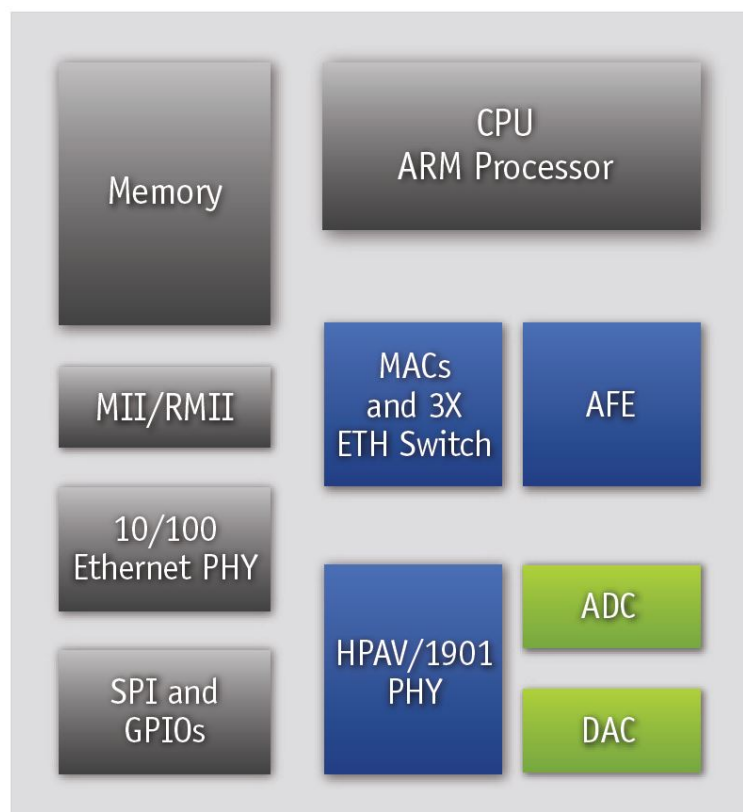 Memory
CPU
ARM Processor
MII/RMII
MACs
and 3X
ETH Switch
AFE
10/100
Ethernet PHY
HPAV/1901
PHY
ADC
SPI and
GPIOs
DAC